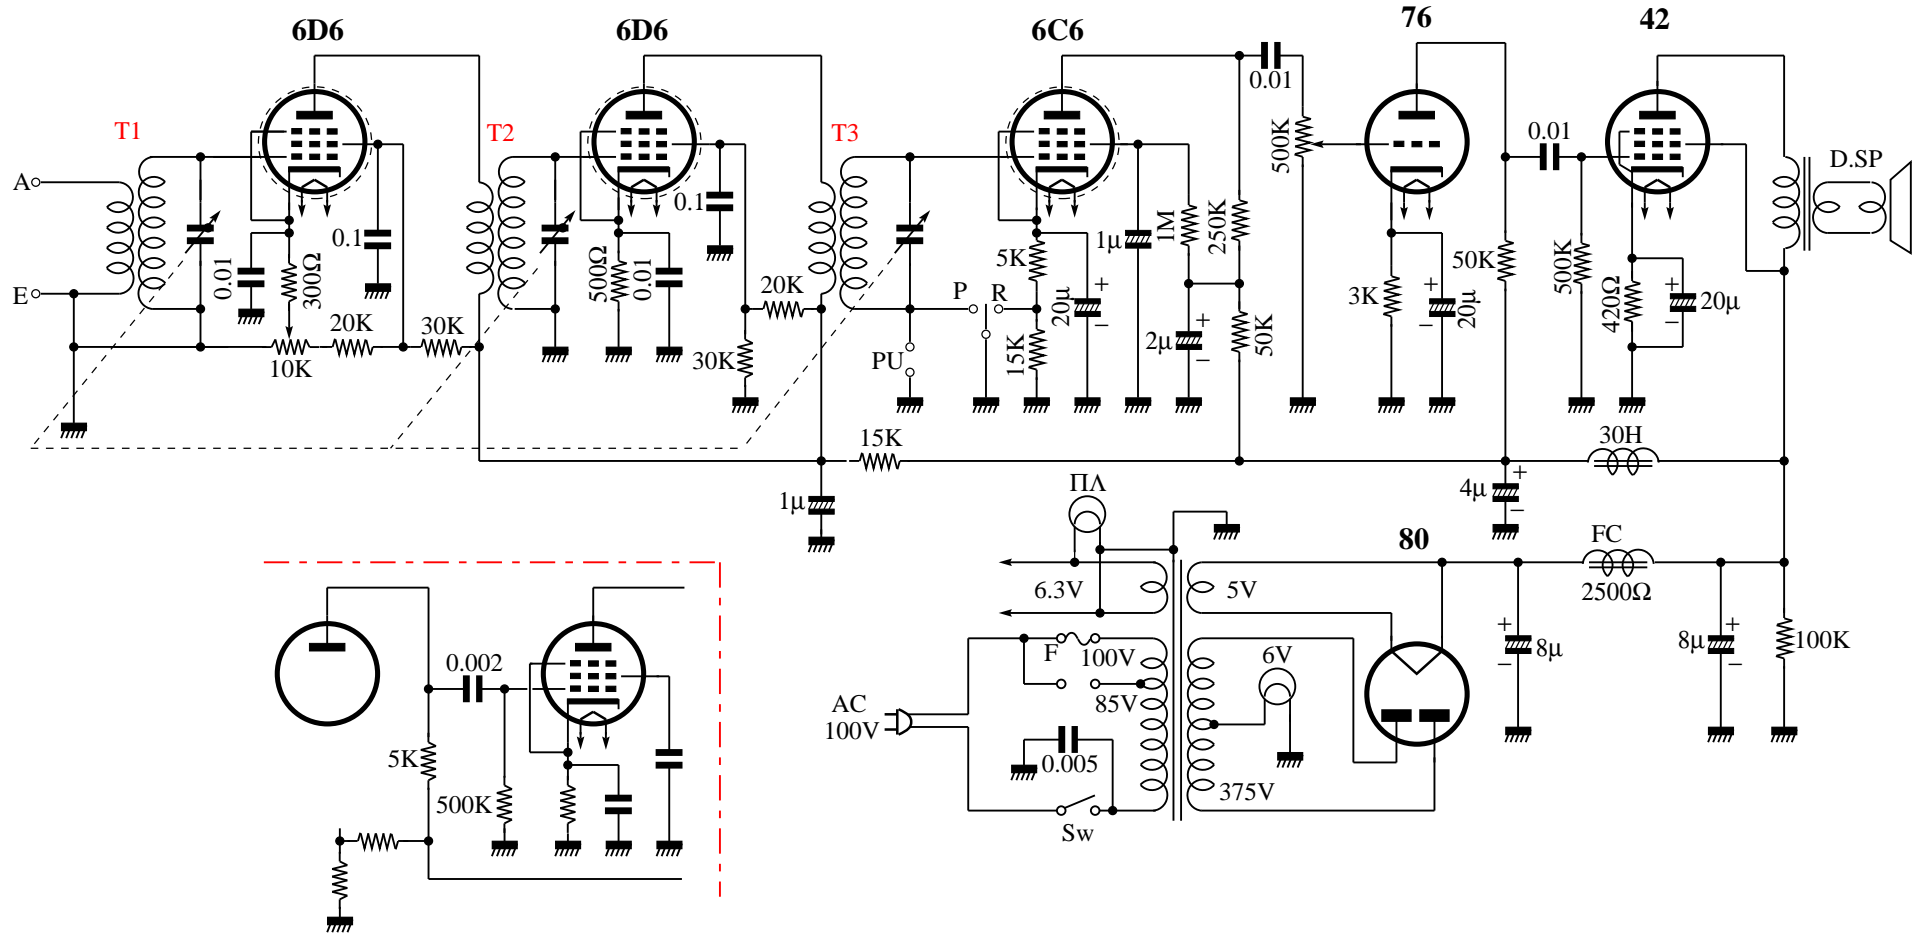 6D6
6D6
6C6
76
42
T1
T2
T3
A
E
0.01
300Ω
0.1
10K
20K
30K
500Ω
0.01
0.1
20K
30K
PU
P
R
5K
15K
20μ
1μ
1M
2μ
250K
50K
0.01
500K
3K
20μ
50K
0.01
500K
420Ω
20μ
D.SP
15K
1μ
30H
4μ
ΠΛ
6.3V
5V
80
FC
2500Ω
8μ
8μ
100K
F
100V
85V
6V
AC
100V
0.005
375V
Sw
0.002
5K
500K